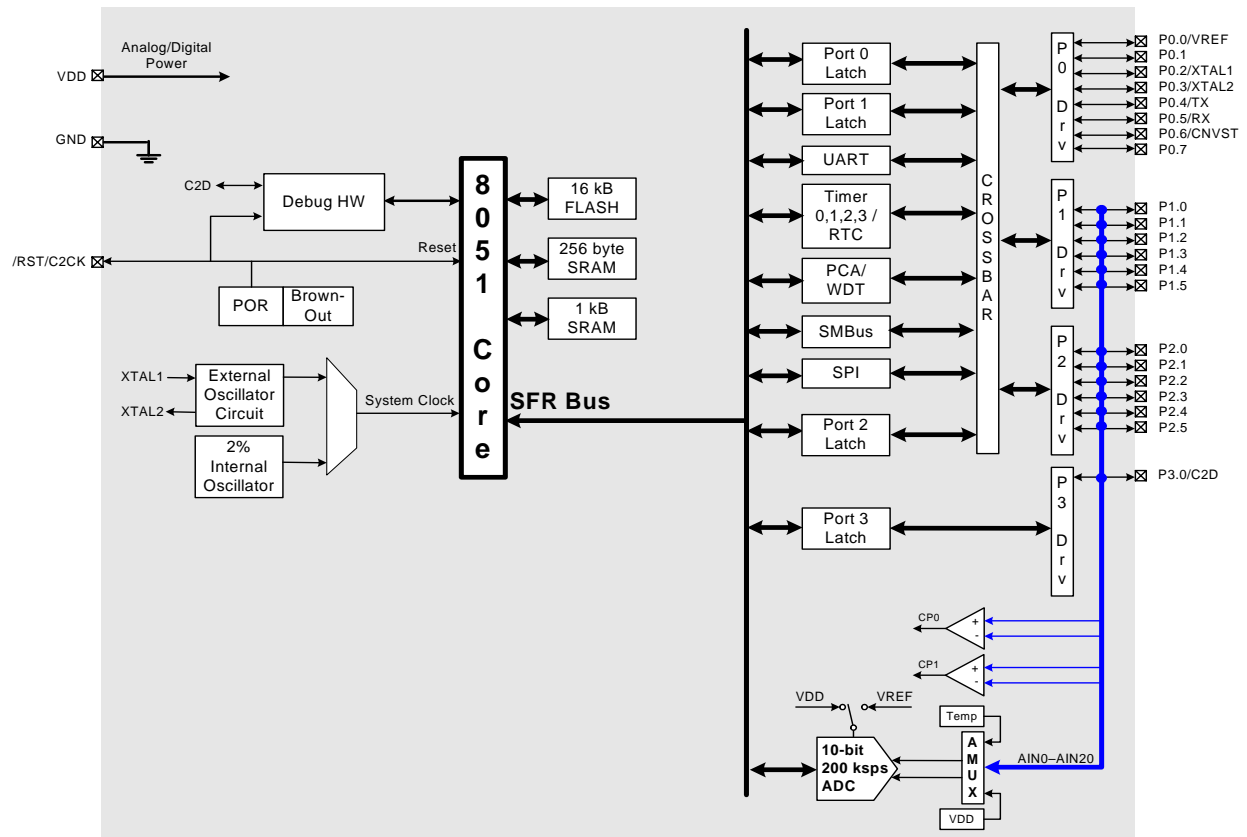 Analog/Digital
Power
VDD
GND
C2D
Debug HW
/RST/C2CK
Reset
POR
Brown-
Out
XTAL1
XTAL2
External
Oscillator
Circuit
2%
Internal
Oscillator
System Clock
8
0
5
1
C
o
r
e
16 kB
FLASH
256 byte
SRAM
1 kB
SRAM
SFR Bus
Port 0
Latch
Port 1
Latch
UART
Timer
0,1,2,3 /
RTC
PCA/
WDT
SMBus
SPI
Port 2
Latch
Port 3
Latch
C
R
O
S
S
B
A
R
P
0
D
r
v
P
1
D
r
v
P
2
D
r
v
P
3
D
r
v
P0.0/VREF
P0.1
P0.2/XTAL1
P0.3/XTAL2
P0.4/TX
P0.5/RX
P0.6/CNVST
P0.7
P1.0
P1.1
P1.2
P1.3
P1.4
P1.5
P2.0
P2.1
P2.2
P2.3
P2.4
P2.5
P3.0/C2D
CP0
+
-
CP1
+
-
VDD
VREF
Temp
10-bit
200 ksps
ADC
A
M
U
X
AIN0–AIN20
VDD